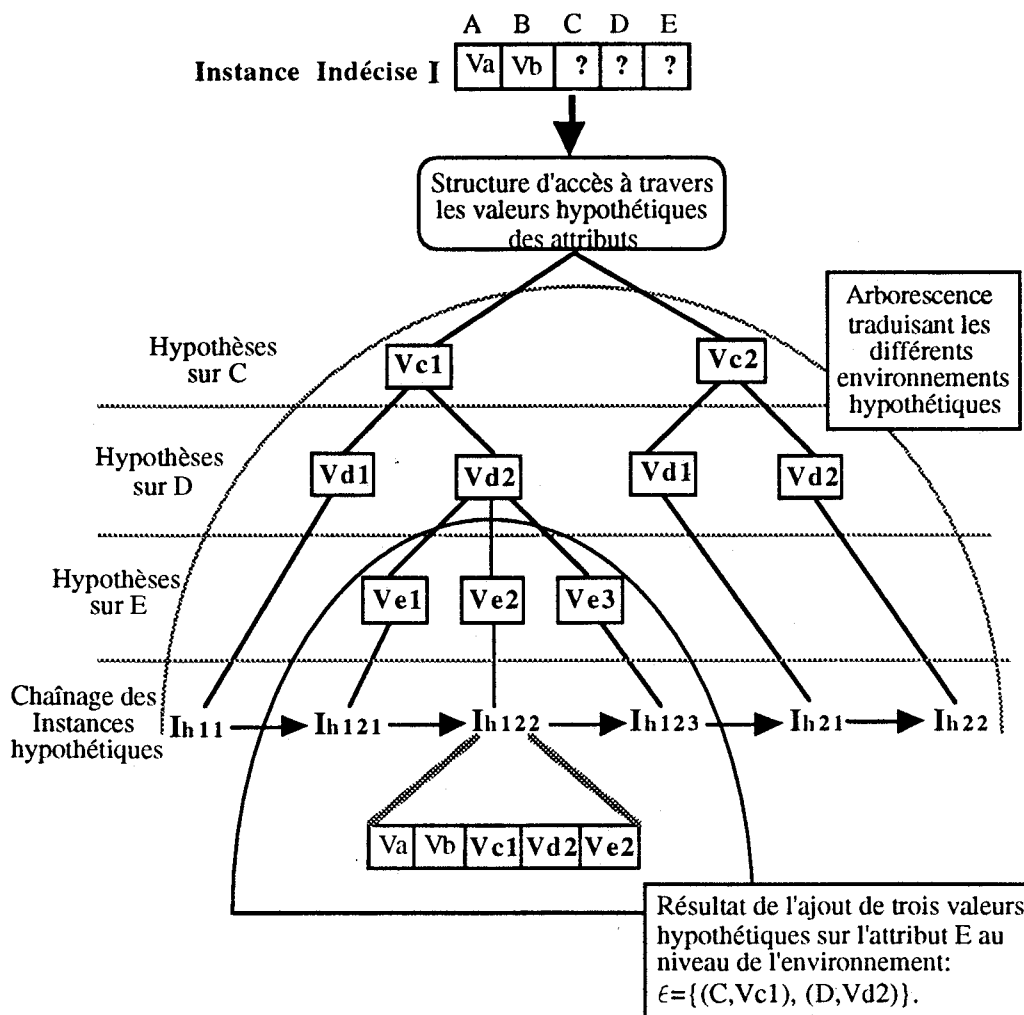 A B C D E
Instance Indécise I Va Vb ? ? ?
Structure d'accès à travers
les valeurs hypothétiques
des attributs
Arborescence
traduisant les
différents
environnements
hypothétiques
Hypothèses
sur C
Vc1 Vc2
Hypothèses
sur D
Vd1 Vd2 Vd1 Vd2
Hypothèses
sur E
Ve1 Ve2 Ve3
Chaînage des
Instances
hypothétiques
Ih11 Ih121 Ih122 Ih123 Ih21 Ih22
Va Vb Vc1 Vd2 Ve2
Résultat de l'ajout de trois valeurs
hypothétiques sur l'attribut E au
niveau de l'environnement:
ϵ={(C,Vc1), (D,Vd2)}.